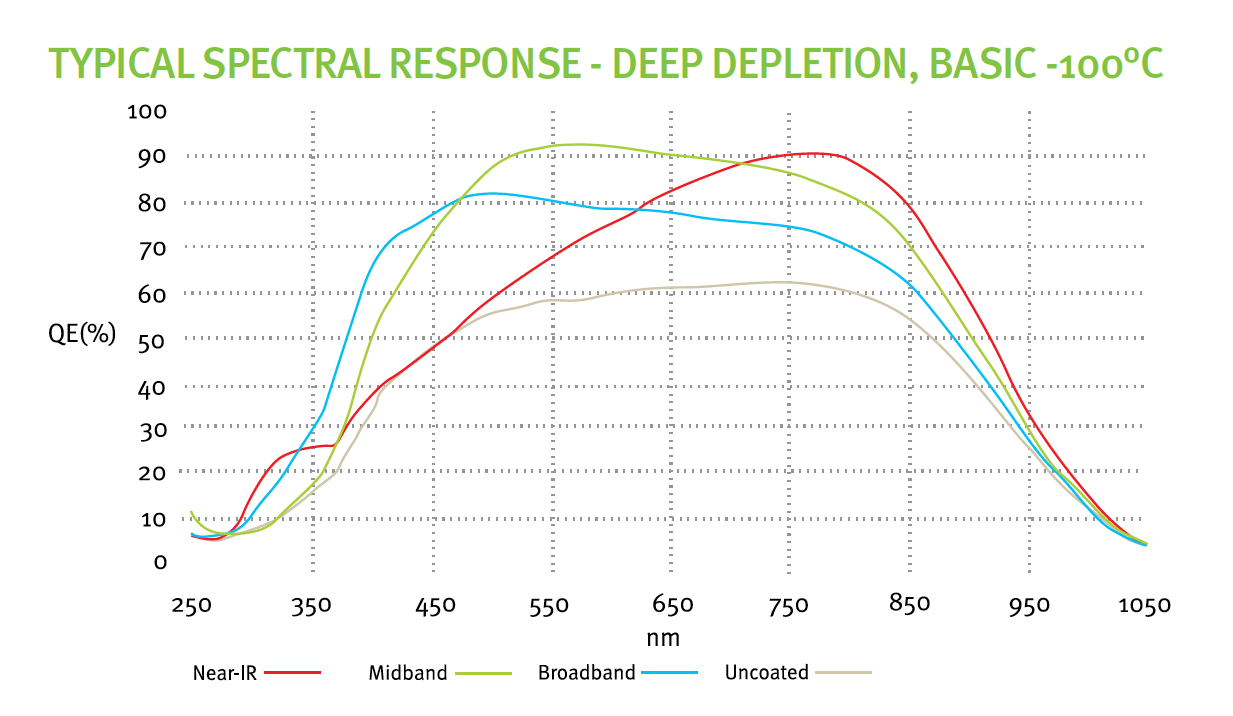 TYPICAL SPECTRAL RESPONSE - DEEP DEPLETION, BASIC -100ºC
100
90
80
70
60
QE(%)
50
40
30
20
10
0
250 350 450 550 650 750 850 950 1050
nm
Near-IR Midband Broadband Uncoated